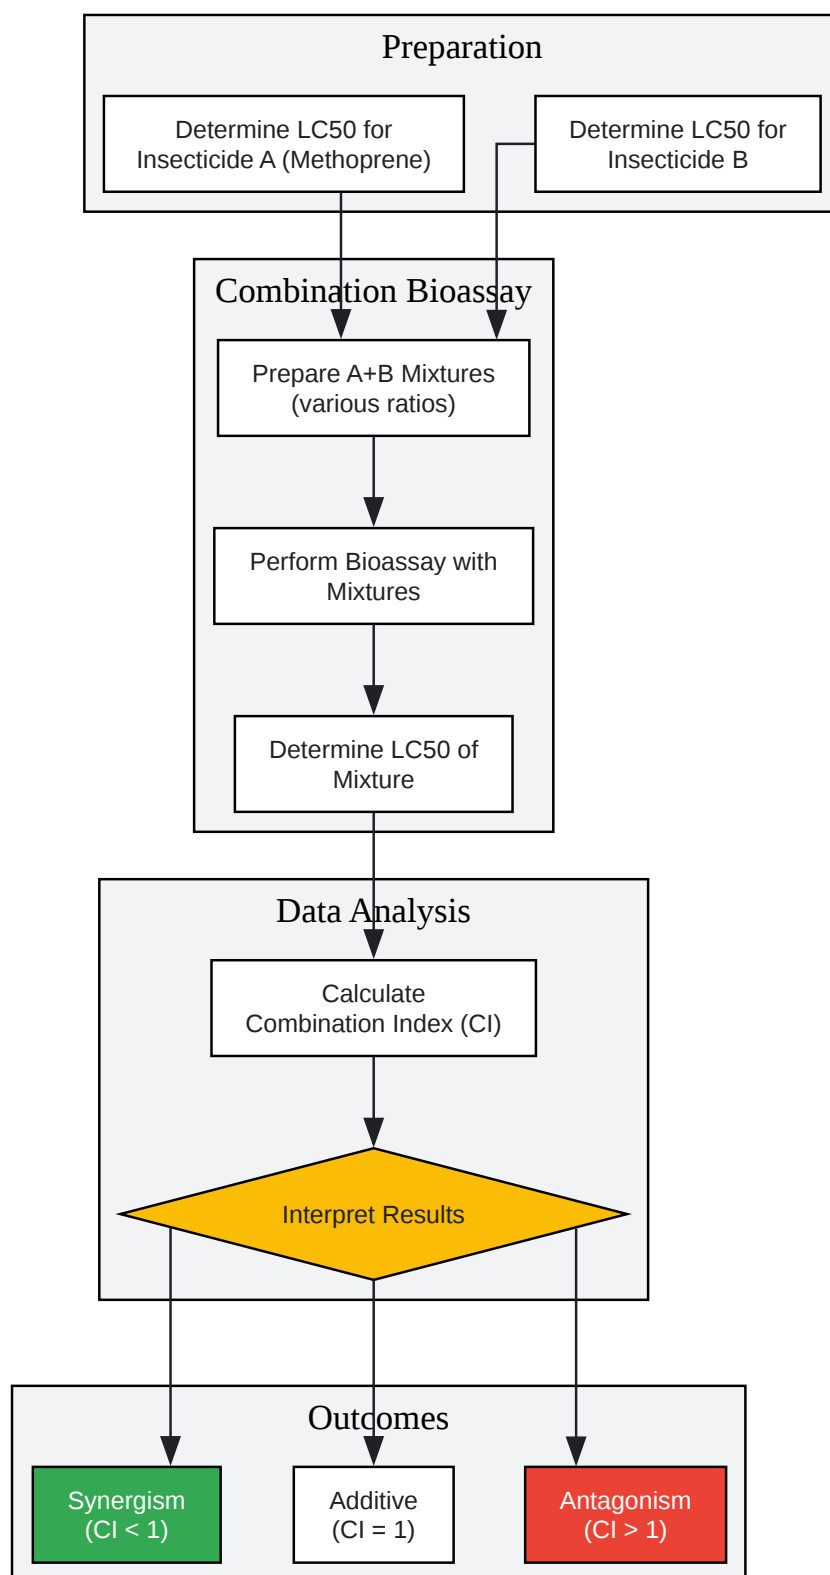 Preparation
Determine LC50 for
Insecticide A (Methoprene)
Determine LC50 for
Insecticide B
Combination Bioassay
Prepare A+B Mixtures
(various ratios)
Perform Bioassay with
Mixtures
Determine LC50 of
Mixture
Data Analysis
Calculate
Combination Index (CI)
Interpret Results
Outcomes
Synergism
(CI < 1)
Additive
(CI = 1)
Antagonism
(CI > 1)